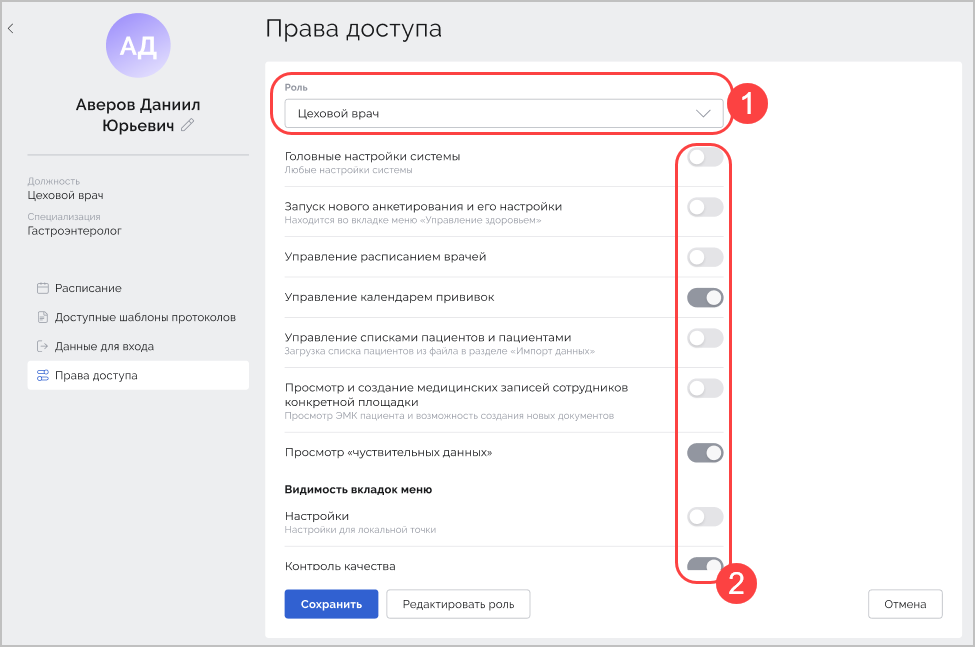 АД
Аверов Даниил
Юрьевич
Должность
Цеховой врач
Специализация
Гастроэнтеролог
Расписание
Доступные шаблоны протоколов
Данные для входа
Права доступа
Права доступа
Роль
Цеховой врач
1
Головные настройки системы
Любые настройки системы
Запуск нового анкетирования и его настройки
Находится во вкладке меню «Управление здоровьем»
Управление расписанием врачей
Управление календарем прививок
Управление списками пациентов и пациентами
Загрузка списка пациентов из файла в разделе «Импорт данных»
Просмотр и создание медицинских записей сотрудников
конкретной площадки
Просмотр ЭМК пациента и возможность создания новых документов
Просмотр «чуствительных данных»
Видимость вкладок меню
Настройки
Настройки для локальной точки
Контроль качества
2
Сохранить
Редактировать роль
Отмена